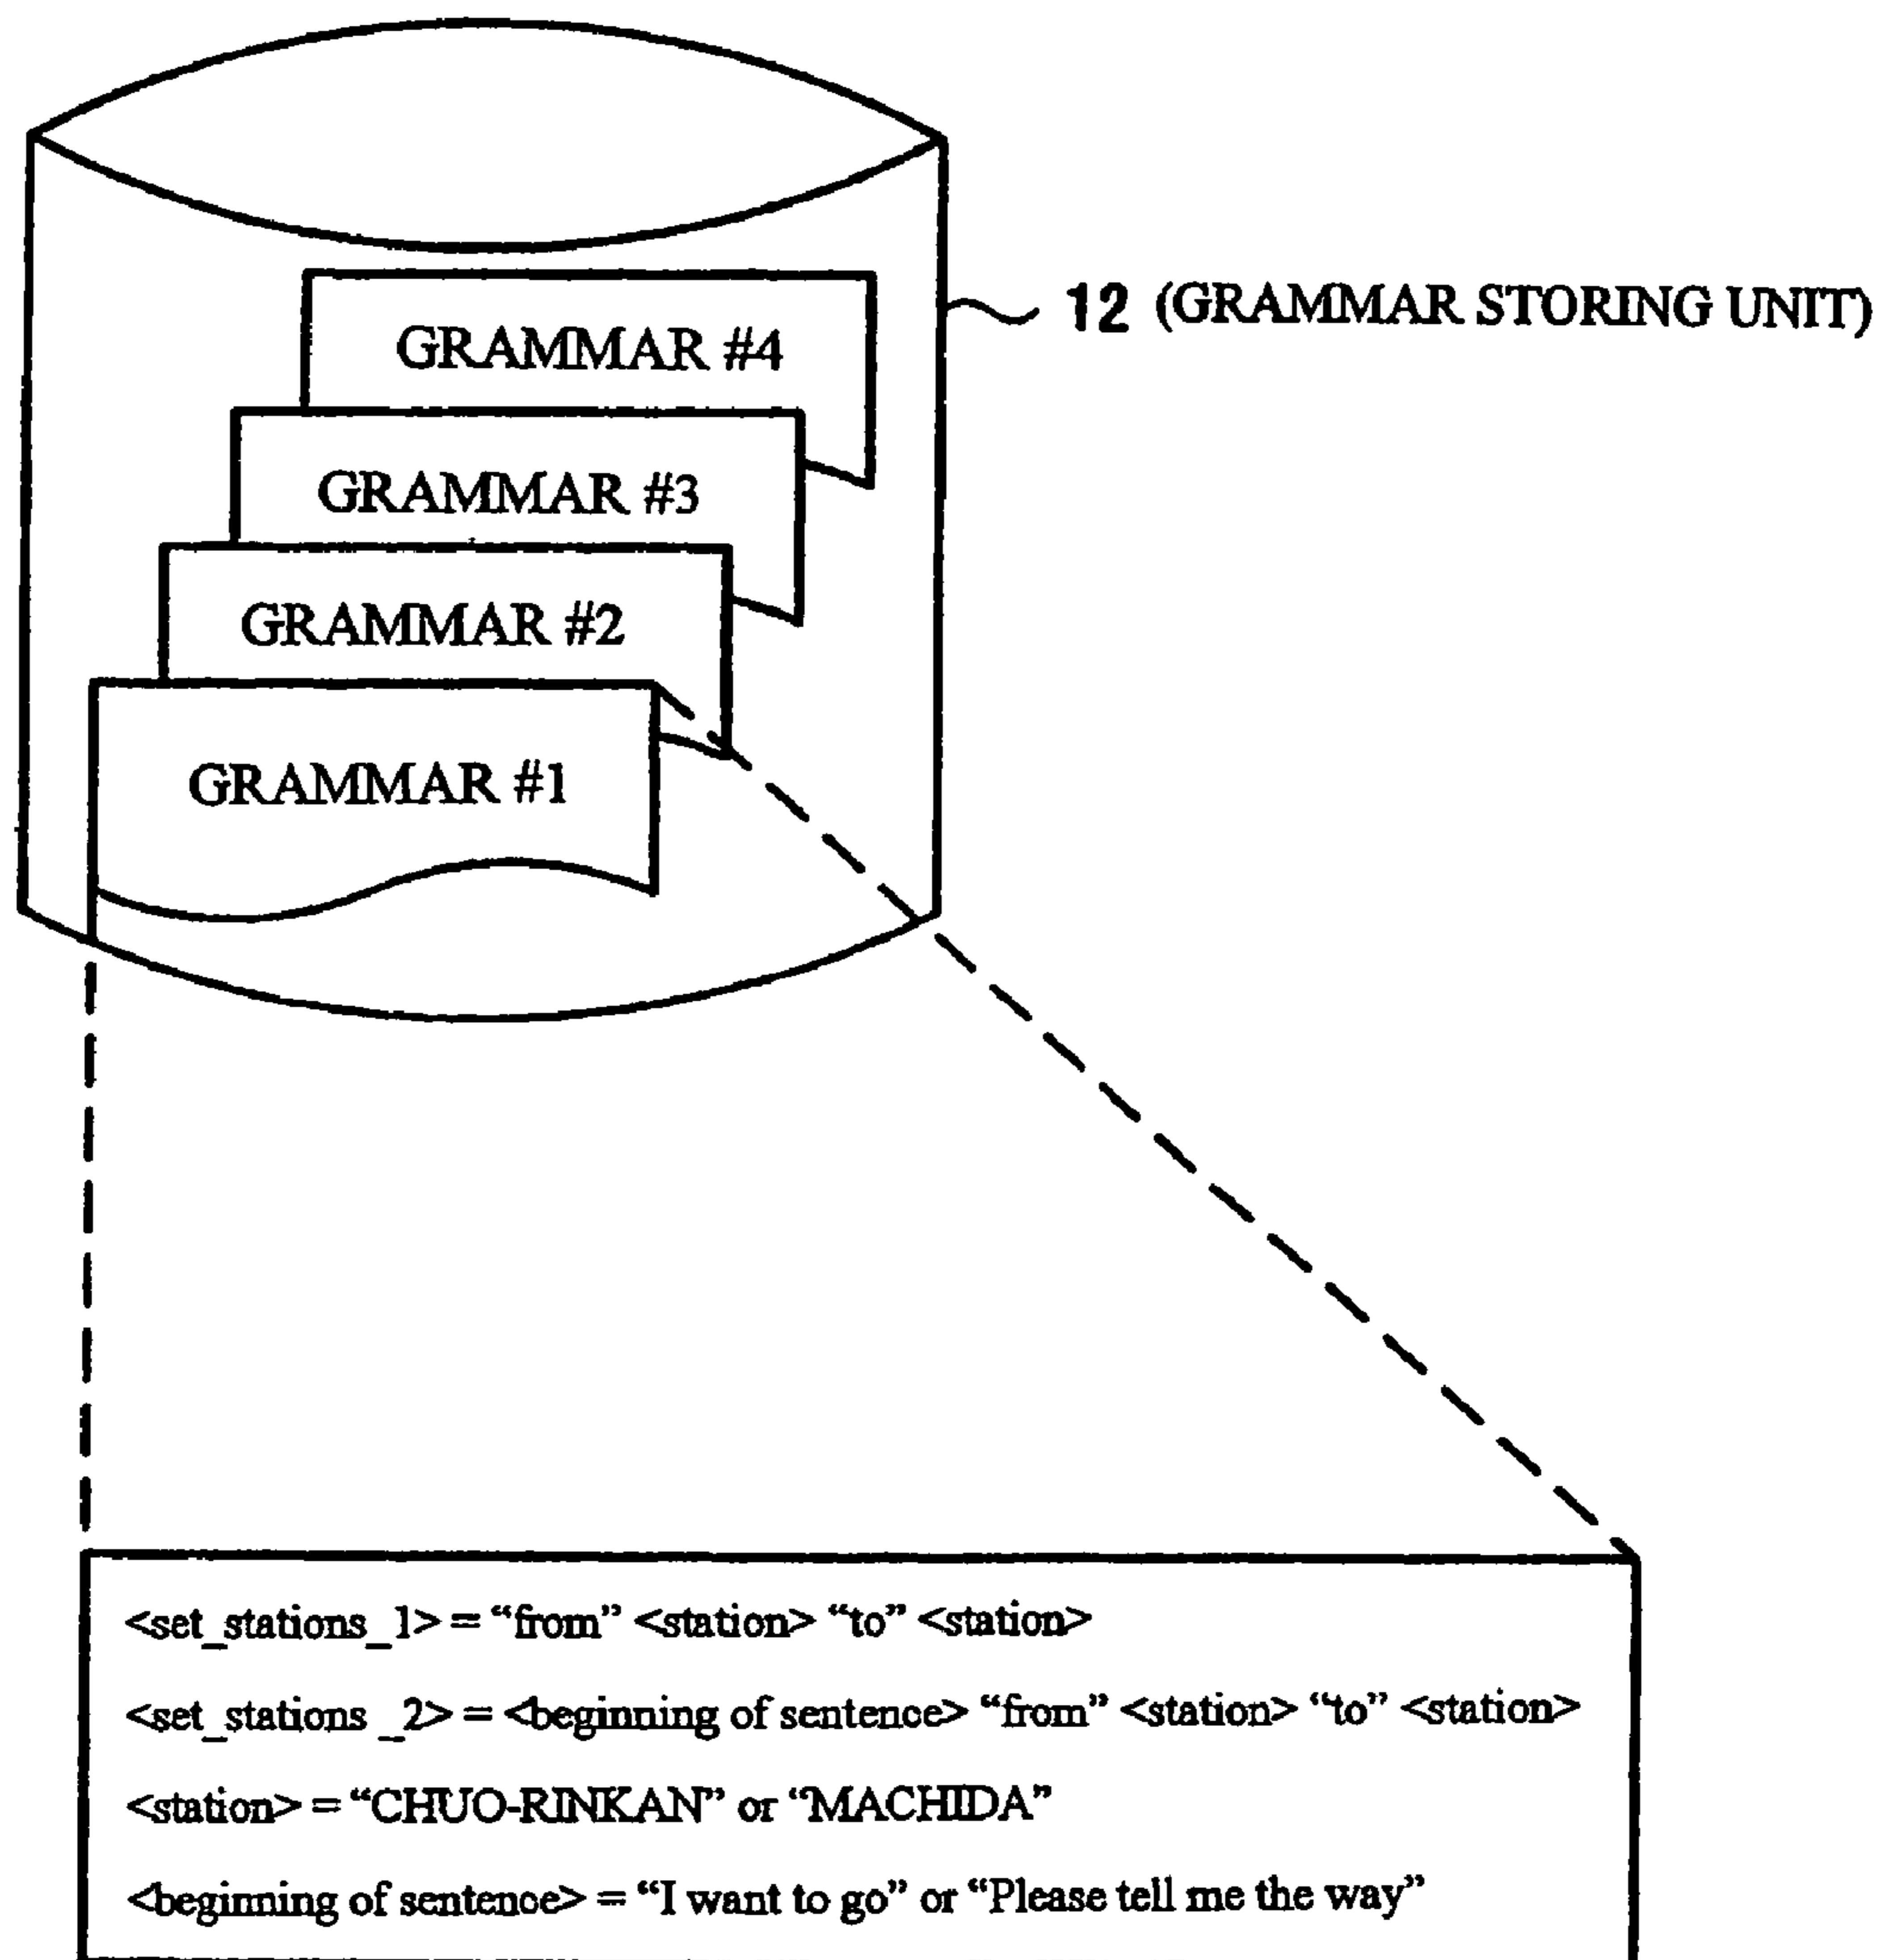 12 (GRAMMAR STORING UNIT)
GRAMMAR #4
GRAMMAR #3
GRAMMAR #2
GRAMMAR #1
<set_stations_1> = “from” <station> “to” <station>
<set_stations _2> = <beginning of sentence> “from” <station> “to” <station>
<station> = “CHUO-RINKAN” or “MACHIDA”
<beginning of sentence> = “I want to go” or “Please tell me the way”